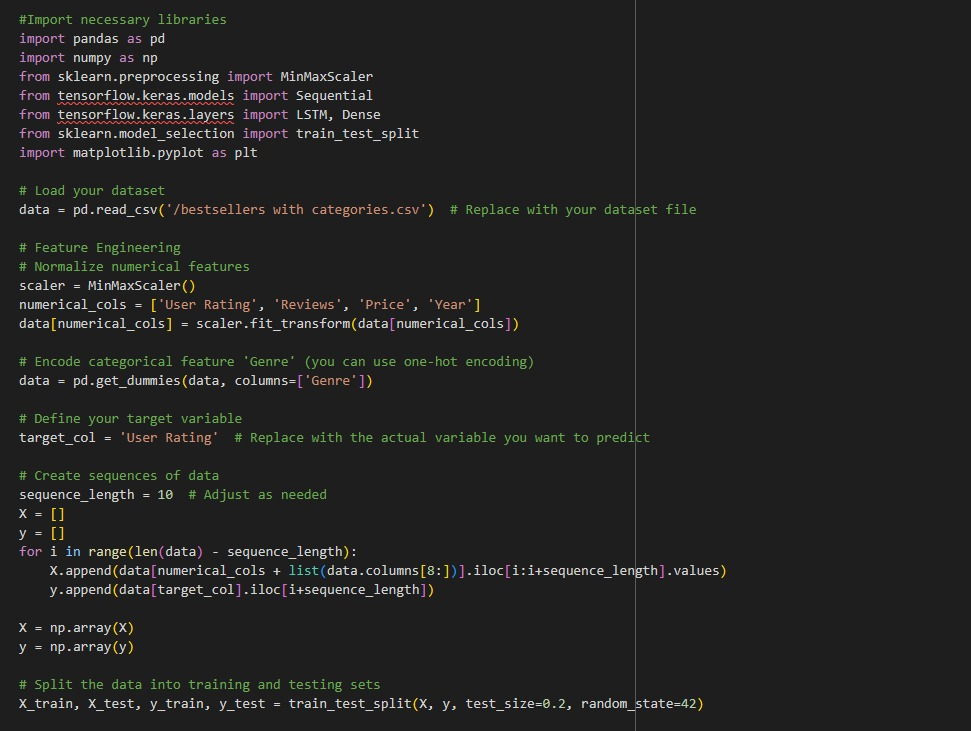 #Import necessary libraries
import pandas as pd
import numpy as np
from sklearn.preprocessing import MinMaxScaler
from tensorflow.keras.models import Sequential
from tensorflow.keras.layers import LSTM, Dense
from sklearn.model_selection import train_test_split
import matplotlib.pyplot as plt

# Load your dataset
data = pd.read_csv('/bestsellers with categories.csv')  # Replace with your dataset file

# Feature Engineering
# Normalize numerical features
scaler = MinMaxScaler()
numerical_cols = ['User Rating', 'Reviews', 'Price', 'Year']
data[numerical_cols] = scaler.fit_transform(data[numerical_cols])

# Encode categorical feature 'Genre' (you can use one-hot encoding)
data = pd.get_dummies(data, columns=['Genre'])

# Define your target variable
target_col = 'User Rating'  # Replace with the actual variable you want to predict

# Create sequences of data
sequence_length = 10  # Adjust as needed
X = []
y = []
for i in range(len(data) - sequence_length):
    X.append(data[numerical_cols + list(data.columns[8:])].iloc[i:i+sequence_length].values)
    y.append(data[target_col].iloc[i+sequence_length])

X = np.array(X)
y = np.array(y)

# Split the data into training and testing sets
X_train, X_test, y_train, y_test = train_test_split(X, y, test_size=0.2, random_state=42)